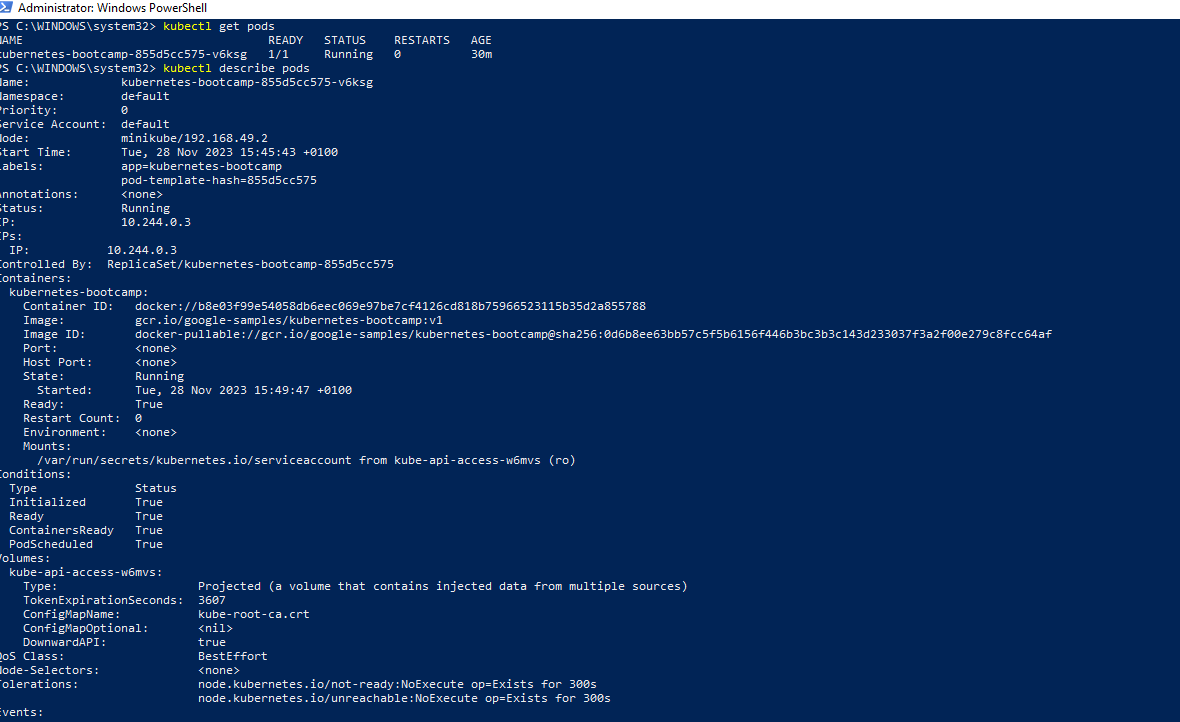 Administrator: Windows PowerShell
PS C:\WINDOWS\system32> kubectl get pods
NAME READY STATUS RESTARTS AGE
kubernetes-bootcamp-855d5cc575-v6ksg 1/1 Running 0 30m
PS C:\WINDOWS\system32> kubectl describe pods
Name: kubernetes-bootcamp-855d5cc575-v6ksg
Namespace: default
Priority: 0
Service Account: default
Node: minikube/192.168.49.2
Start Time: Tue, 28 Nov 2023 15:45:43 +0100
Labels: app=kubernetes-bootcamp
pod-template-hash=855d5cc575
Annotations: <none>
Status: Running
IP: 10.244.0.3
IPs:
IP: 10.244.0.3
Controlled By: ReplicaSet/kubernetes-bootcamp-855d5cc575
Containers:
kubernetes-bootcamp:
Container ID: docker://b8e03f99e54058db6eec069e97be7cf4126cd818b75966523115b35d2a855788
Image: gcr.io/google-samples/kubernetes-bootcamp:v1
Image ID: docker-pullable://gcr.io/google-samples/kubernetes-bootcamp@sha256:0d6b8ee63bb57c5f5b6156f446b3bc3b3c143d233037f3a2f00e279c8fcc64af
Port: <none>
Host Port: <none>
State: Running
Started: Tue, 28 Nov 2023 15:49:47 +0100
Ready: True
Restart Count: 0
Environment: <none>
Mounts:
/var/run/secrets/kubernetes.io/serviceaccount from kube-api-access-w6mvs (ro)
Conditions:
Type Status
Initialized True
Ready True
ContainersReady True
PodScheduled True
Volumes:
kube-api-access-w6mvs:
Type: Projected (a volume that contains injected data from multiple sources)
TokenExpirationSeconds: 3607
ConfigMapName: kube-root-ca.crt
ConfigMapOptional: <nil>
DownwardAPI: true
QoS Class: BestEffort
Node-Selectors: <none>
Tolerations: node.kubernetes.io/not-ready:NoExecute op=Exists for 300s
node.kubernetes.io/unreachable:NoExecute op=Exists for 300s
Events: